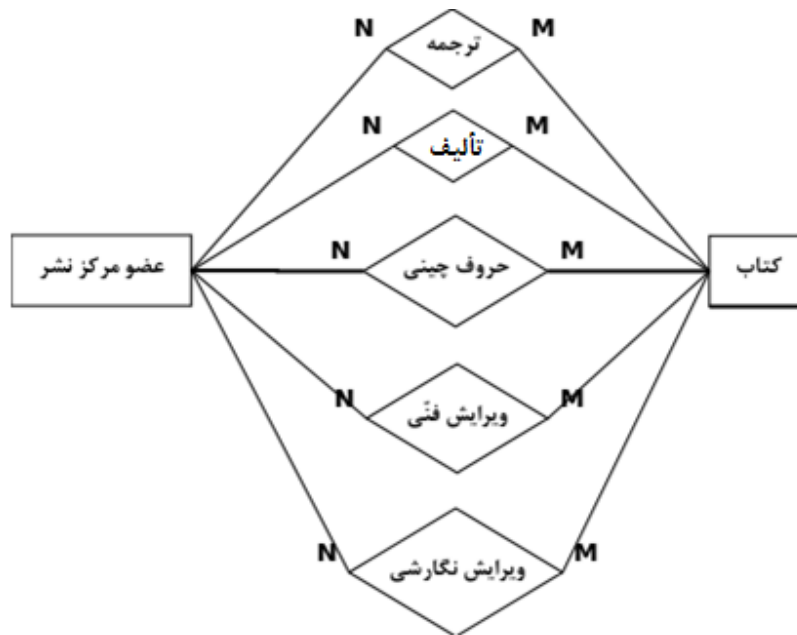 N ترجمه M
N تألیف M
عضو مرکز نشر
N حروف چینی M
کتاب
N ویرایش فنّی M
N ویرایش نگارشی M